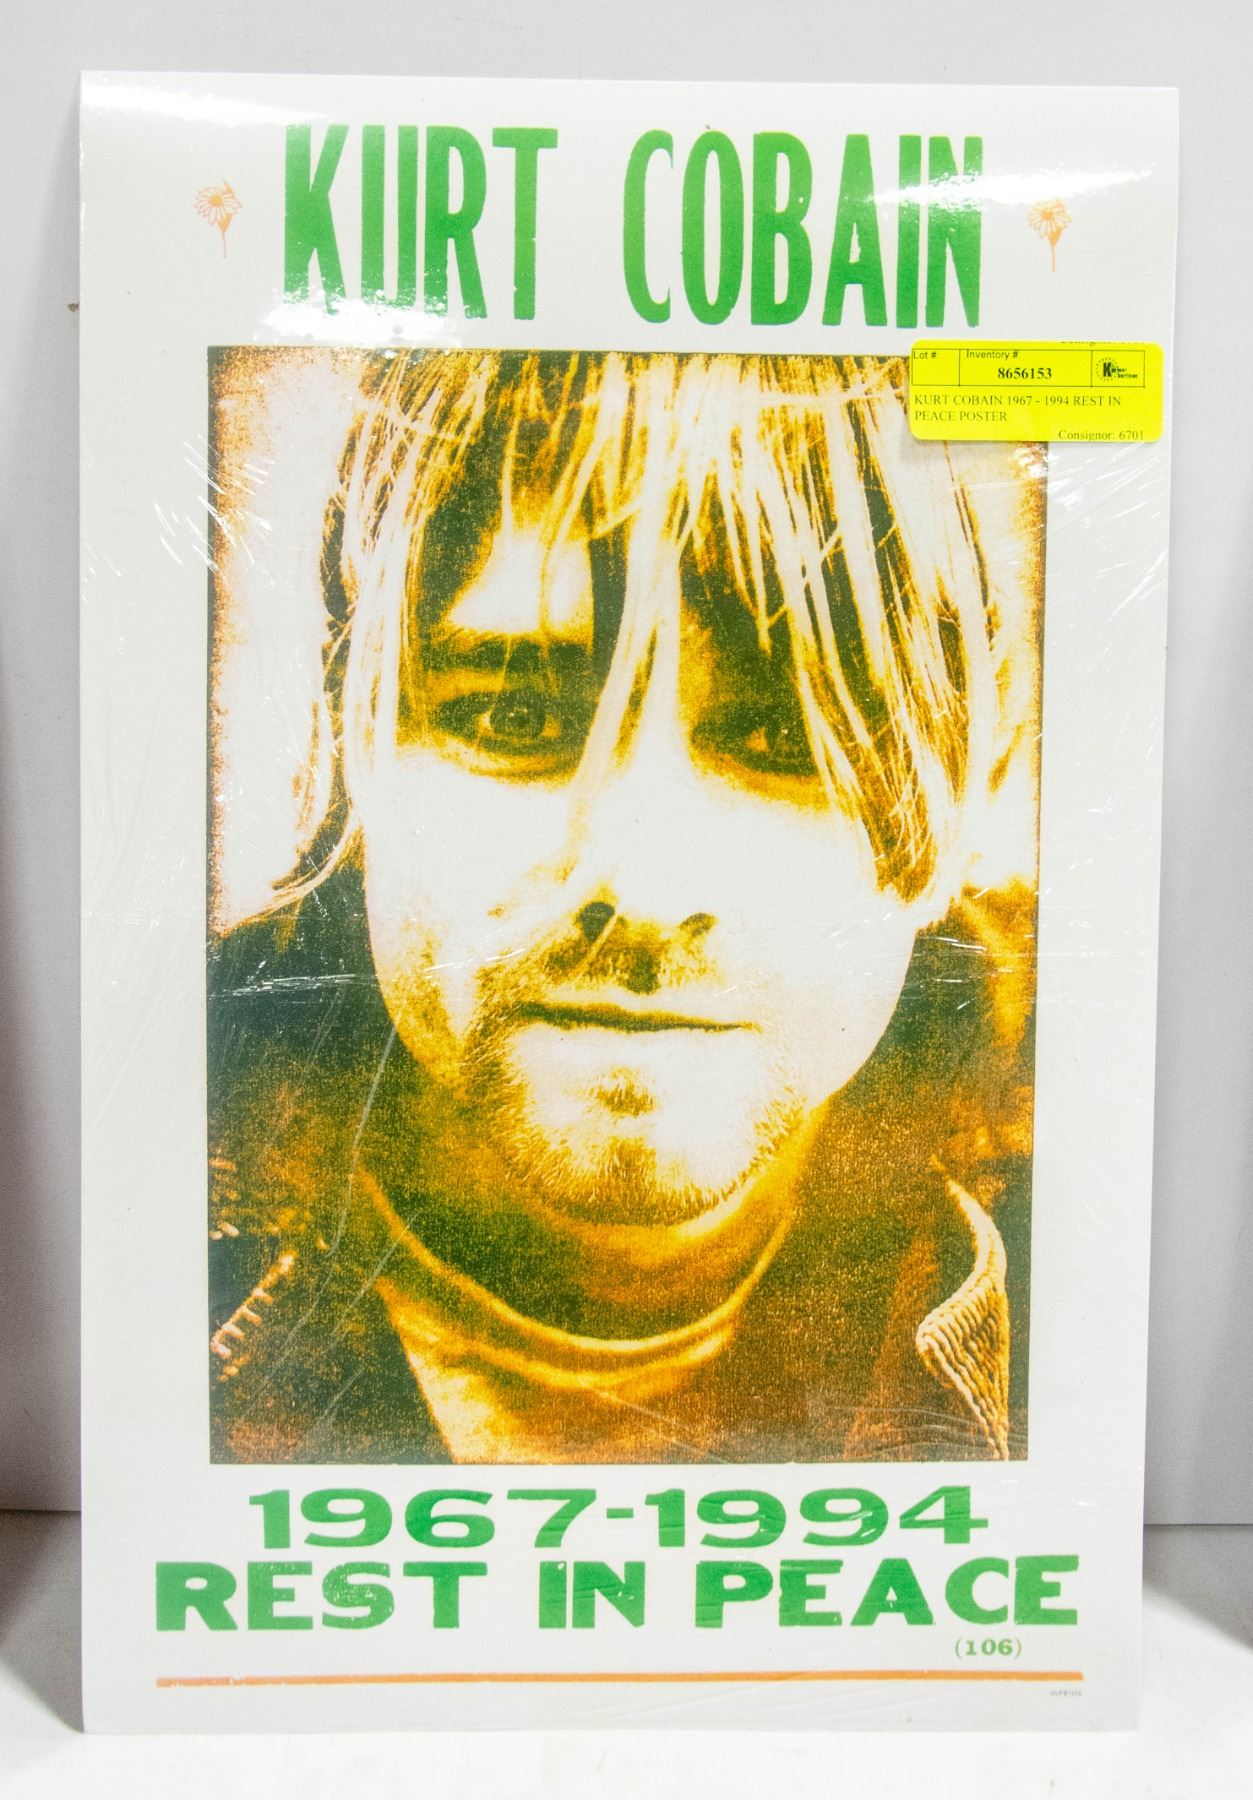 KURT COBAIN
Lot #:
Inventory #:
8656153
KURT COBAIN 1967 - 1994 REST IN
PEACE POSTER
Consignor: 6701
1967-1994
REST IN PEACE
(106)